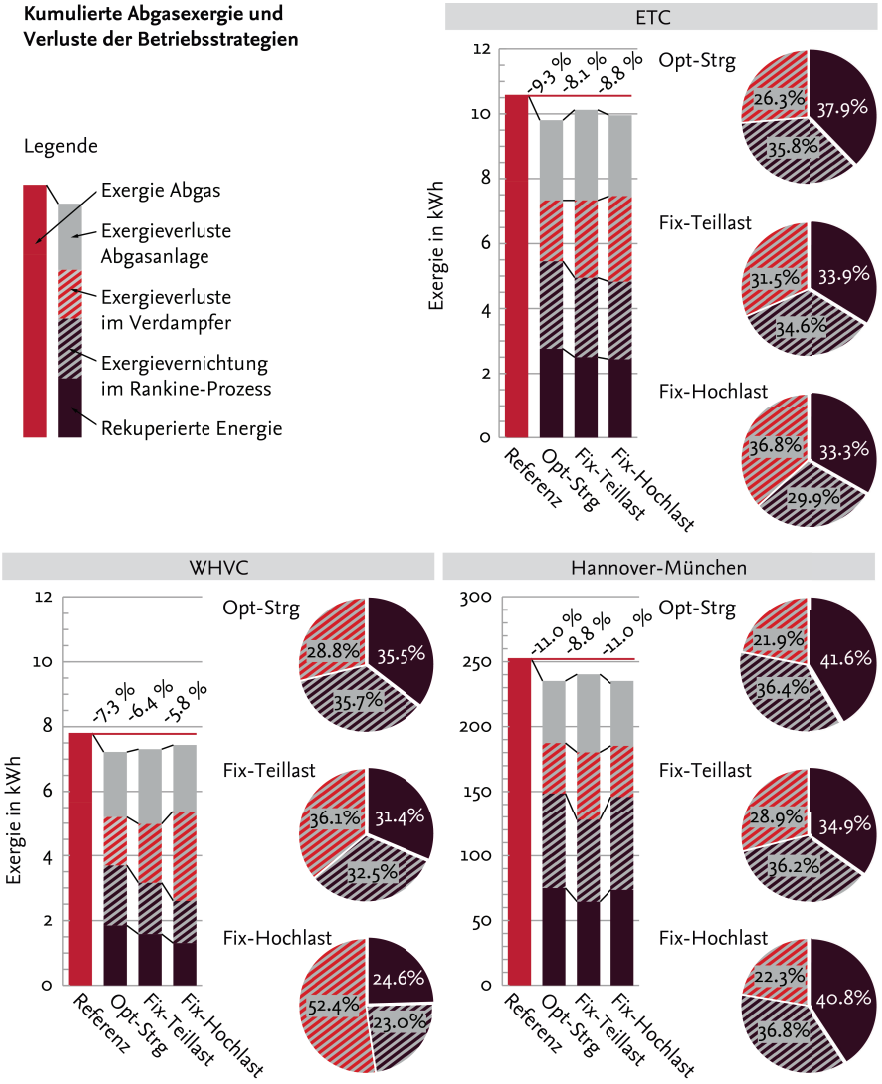 Kumulierte Abgasexergie und
Verluste der Betriebsstrategien
Legende
Exergie Abgas
Exergieverluste
Abgasanlage
Exergieverluste
im Verdampfer
Exergievernichtung
im Rankine-Prozess
Rekuperierte Energie
ETC
Exergie in kWh
12
10
8
6
4
2
0
-9.3 %
-8.1 %
-8.8 %
Referenz
Opt-Strg
Fix-Teillast
Fix-Hochlast
Opt-Strg
26.3%
37.9%
35.8%
Fix-Teillast
31.5%
33.9%
34.6%
Fix-Hochlast
36.8%
33.3%
29.9%
WHVC
Exergie in kWh
12
10
8
6
4
2
0
-7.3 %
-6.4 %
-5.8 %
Referenz
Opt-Strg
Fix-Teillast
Fix-Hochlast
Opt-Strg
28.8%
35.5%
35.7%
Fix-Teillast
36.1%
31.4%
32.5%
Fix-Hochlast
52.4%
24.6%
23.0%
Hannover-München
300
250
200
150
100
50
0
-11.0 %
-8.8 %
-11.0 %
Referenz
Opt-Strg
Fix-Teillast
Fix-Hochlast
Opt-Strg
21.9%
41.6%
36.4%
Fix-Teillast
28.9%
34.9%
36.2%
Fix-Hochlast
22.3%
40.8%
36.8%